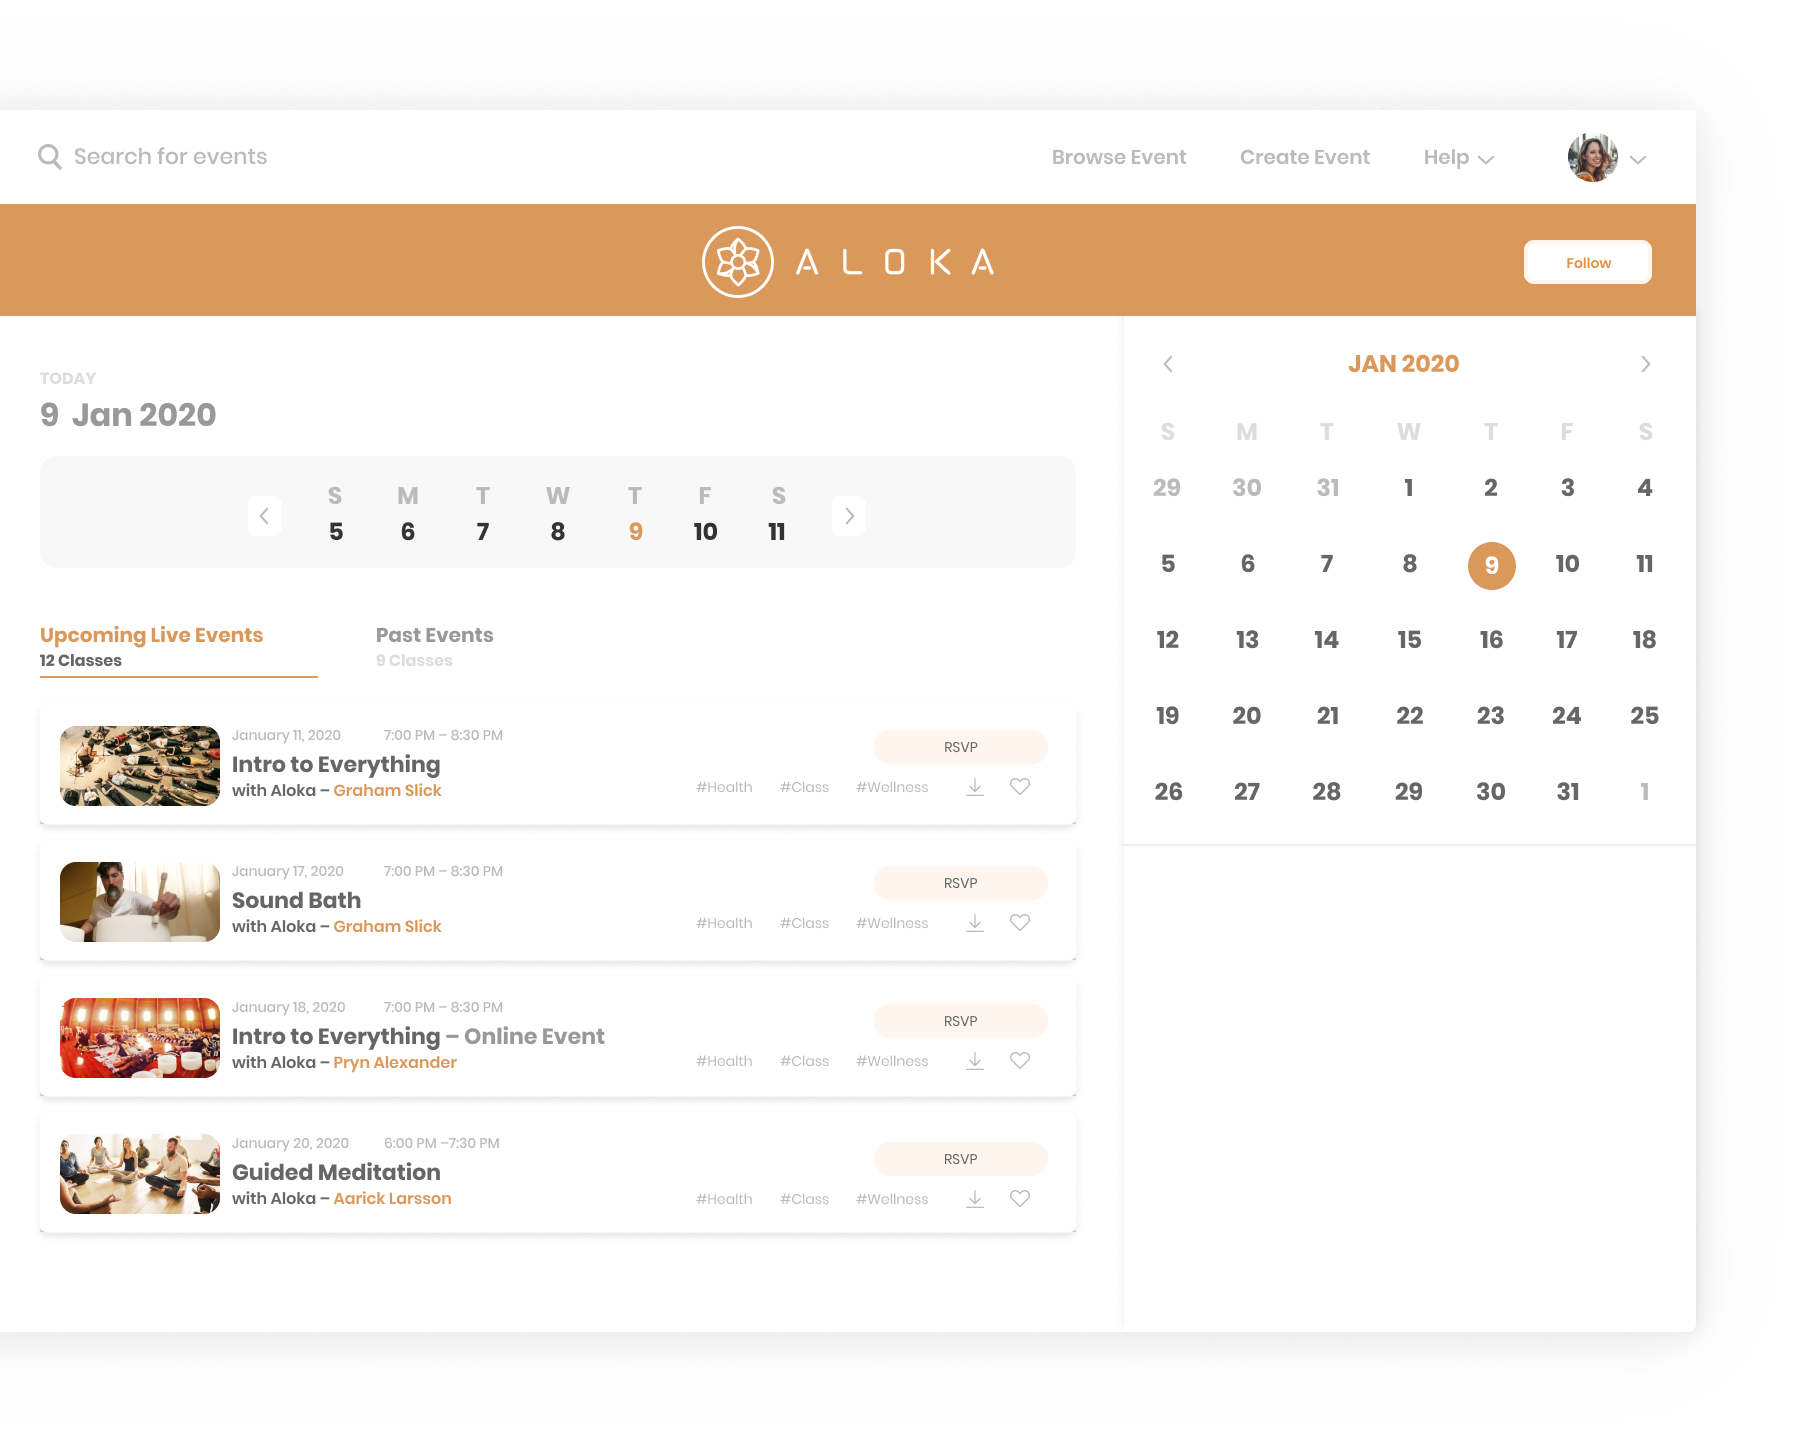 Search for events
Browse Event
Create Event
Help
ALOKA
Follow
TODAY
9 Jan 2020
S M T W T F S
5 6 7 8 9 10 11
Upcoming Live Events
12 Classes
Past Events
9 Classes
January 11, 2020 7:00 PM – 8:30 PM
Intro to Everything
with Aloka – Graham Slick
RSVP
#Health #Class #Wellness
January 17, 2020 7:00 PM – 8:30 PM
Sound Bath
with Aloka – Graham Slick
RSVP
#Health #Class #Wellness
January 18, 2020 7:00 PM – 8:30 PM
Intro to Everything – Online Event
with Aloka – Pryn Alexander
RSVP
#Health #Class #Wellness
January 20, 2020 6:00 PM –7:30 PM
Guided Meditation
with Aloka – Aarick Larsson
RSVP
#Health #Class #Wellness
JAN 2020
S M T W T F S
29 30 31 1 2 3 4
5 6 7 8 9 10 11
12 13 14 15 16 17 18
19 20 21 22 23 24 25
26 27 28 29 30 31 1